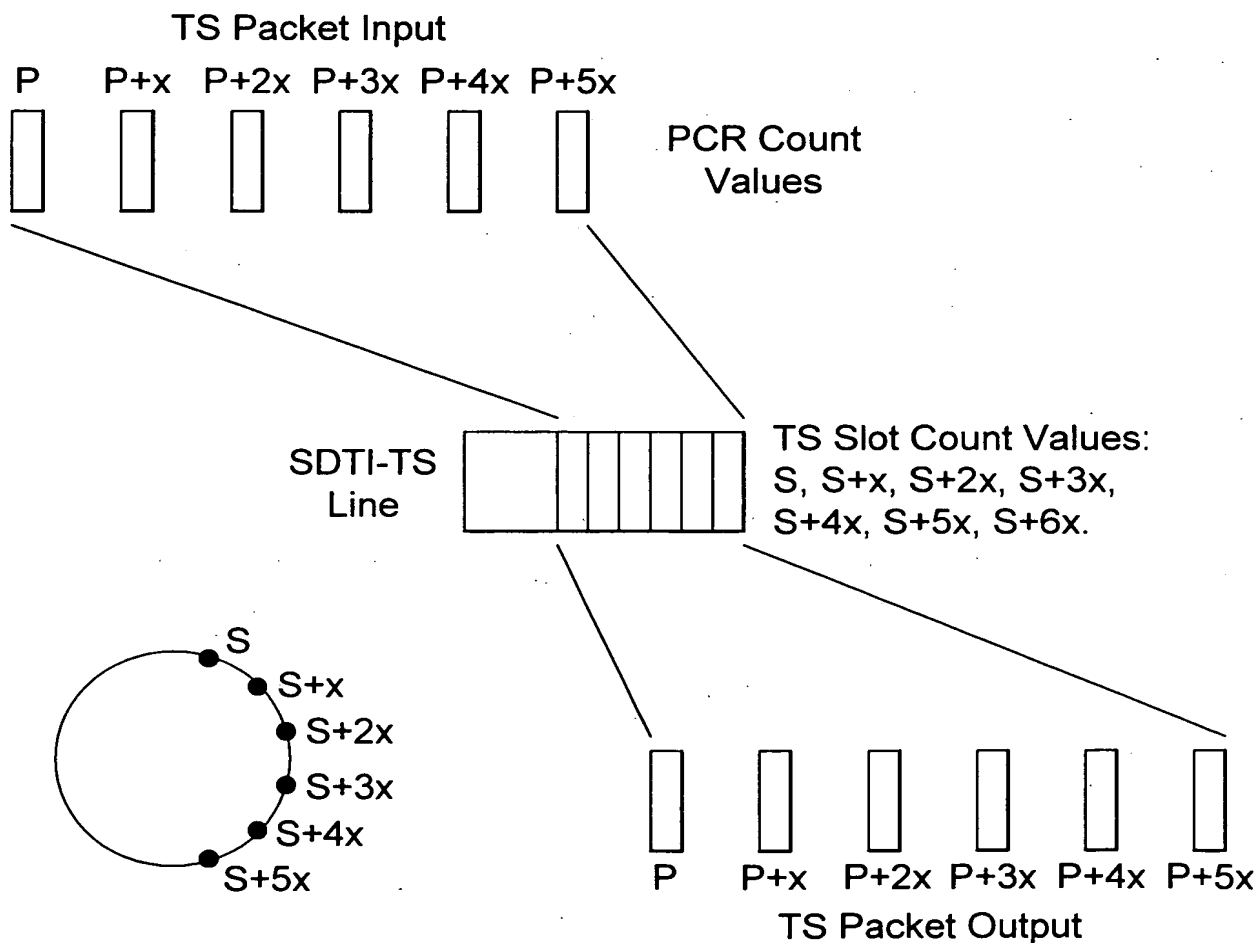 TS Packet Input
P P+x P+2x P+3x P+4x P+5x
PCR Count
Values
SDTI-TS
Line
TS Slot Count Values:
S, S+x, S+2x, S+3x,
S+4x, S+5x, S+6x.
S
S+x
S+2x
S+3x
S+4x
S+5x
P P+x P+2x P+3x P+4x P+5x
TS Packet Output